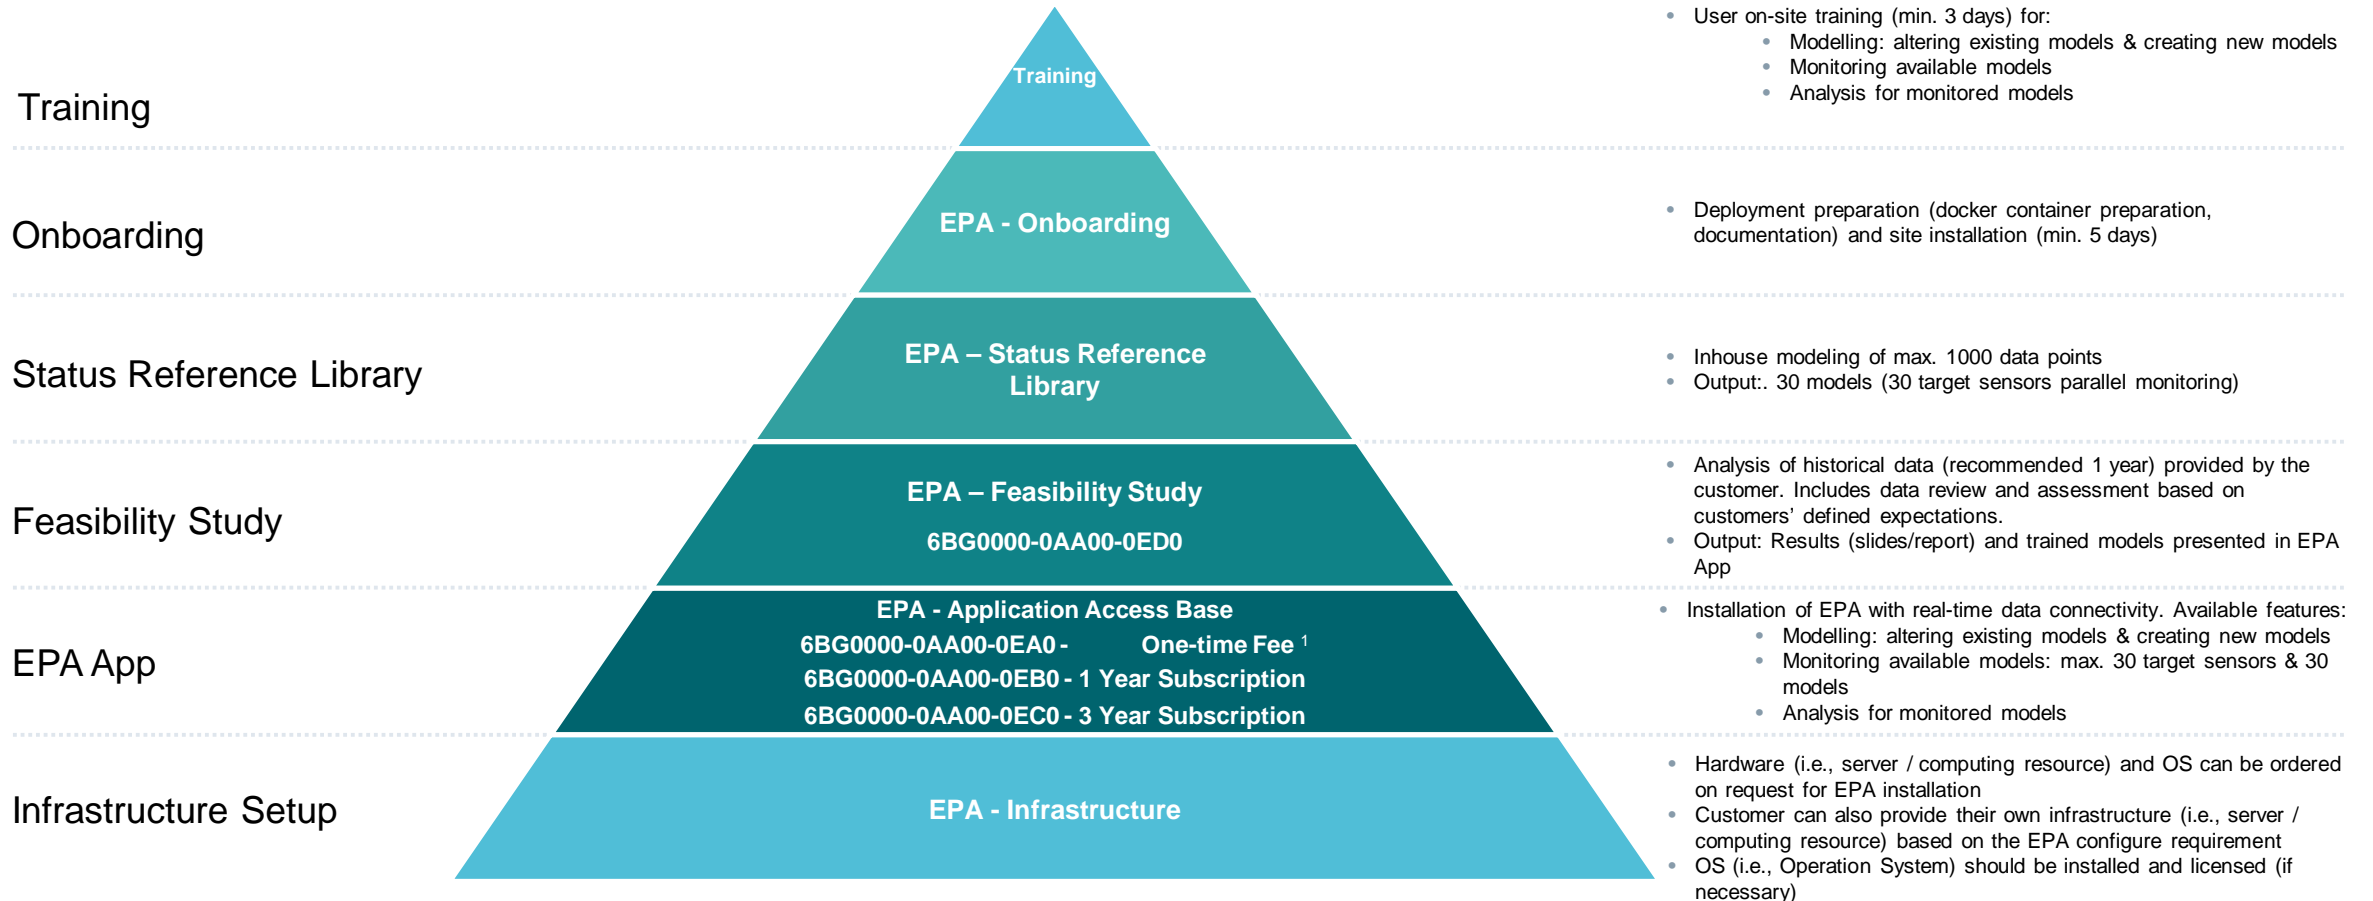 Training
Training
• User on-site training (min. 3 days) for:
• Modelling: altering existing models & creating new models
• Monitoring available models
• Analysis for monitored models
Onboarding
EPA - Onboarding
• Deployment preparation (docker container preparation,
documentation) and site installation (min. 5 days)
Status Reference Library
EPA – Status Reference
Library
• Inhouse modeling of max. 1000 data points
• Output:. 30 models (30 target sensors parallel monitoring)
Feasibility Study
EPA – Feasibility Study
6BG0000-0AA00-0ED0
• Analysis of historical data (recommended 1 year) provided by the
customer. Includes data review and assessment based on
customers’ defined expectations.
• Output: Results (slides/report) and trained models presented in EPA
App
EPA App
EPA - Application Access Base
6BG0000-0AA00-0EA0 - One-time Fee ¹
6BG0000-0AA00-0EB0 - 1 Year Subscription
6BG0000-0AA00-0EC0 - 3 Year Subscription
• Installation of EPA with real-time data connectivity. Available features:
• Modelling: altering existing models & creating new models
• Monitoring available models: max. 30 target sensors & 30
models
• Analysis for monitored models
Infrastructure Setup
EPA - Infrastructure
• Hardware (i.e., server / computing resource) and OS can be ordered
on request for EPA installation
• Customer can also provide their own infrastructure (i.e., server /
computing resource) based on the EPA configure requirement
• OS (i.e., Operation System) should be installed and licensed (if
necessary)